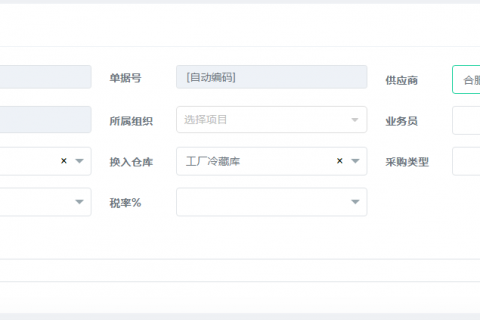 单据号 [自动编码] 供应商 合肥
所属组织 选择项目 业务员
× 换入仓库 工厂冷藏库 × 采购类型
税率%